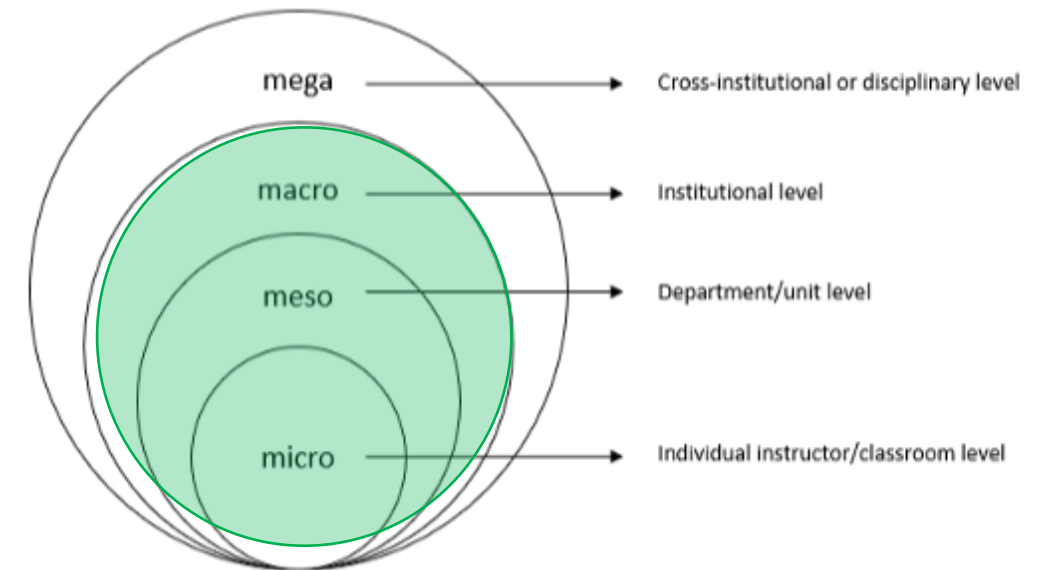 mega Cross-institutional or disciplinary level
macro Institutional level
meso Department/unit level
micro Individual instructor/classroom level